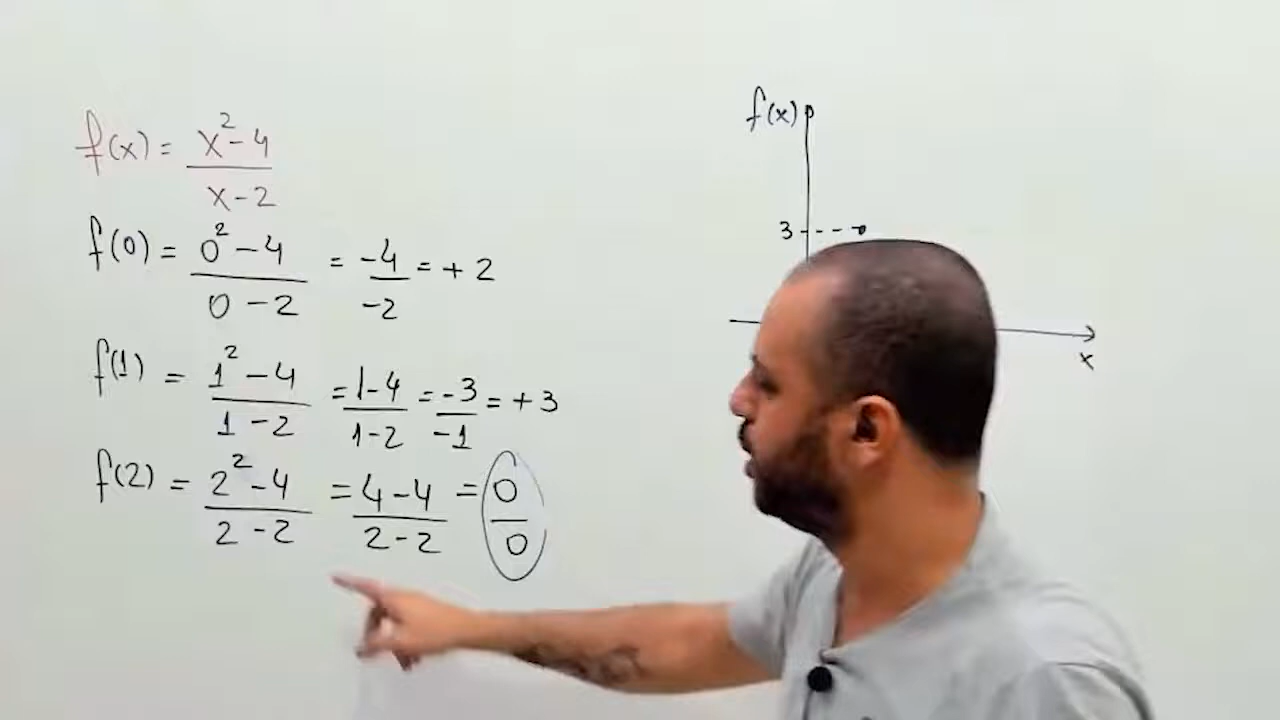 f(x) = x² - 4 / x - 2
f(0) = 0² - 4 / 0 - 2 = -4 / -2 = + 2
f(1) = 1² - 4 / 1 - 2 = 1 - 4 / 1 - 2 = -3 / -1 = + 3
f(2) = 2² - 4 / 2 - 2 = 4 - 4 / 2 - 2 = 0 / 0
f(x)
3
x